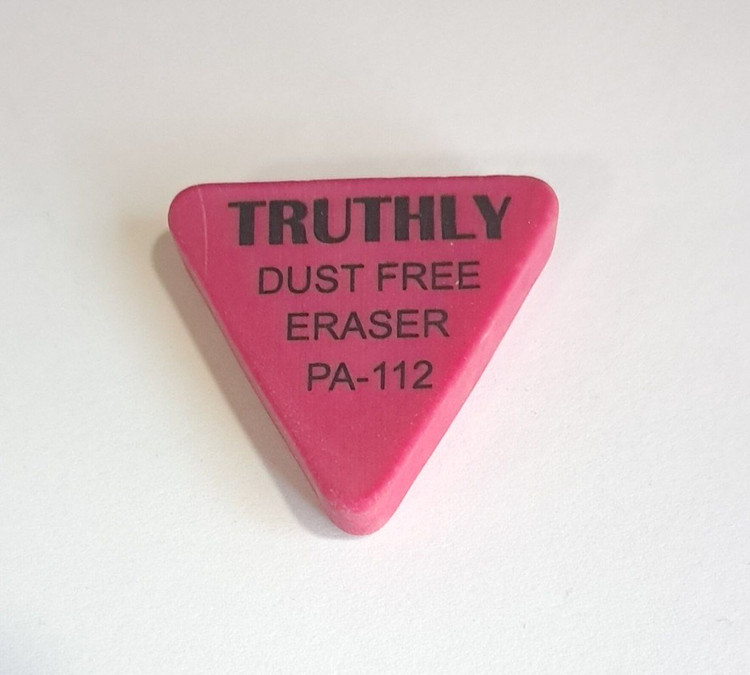 TRUTHLY
DUST FREE
ERASER
PA-112